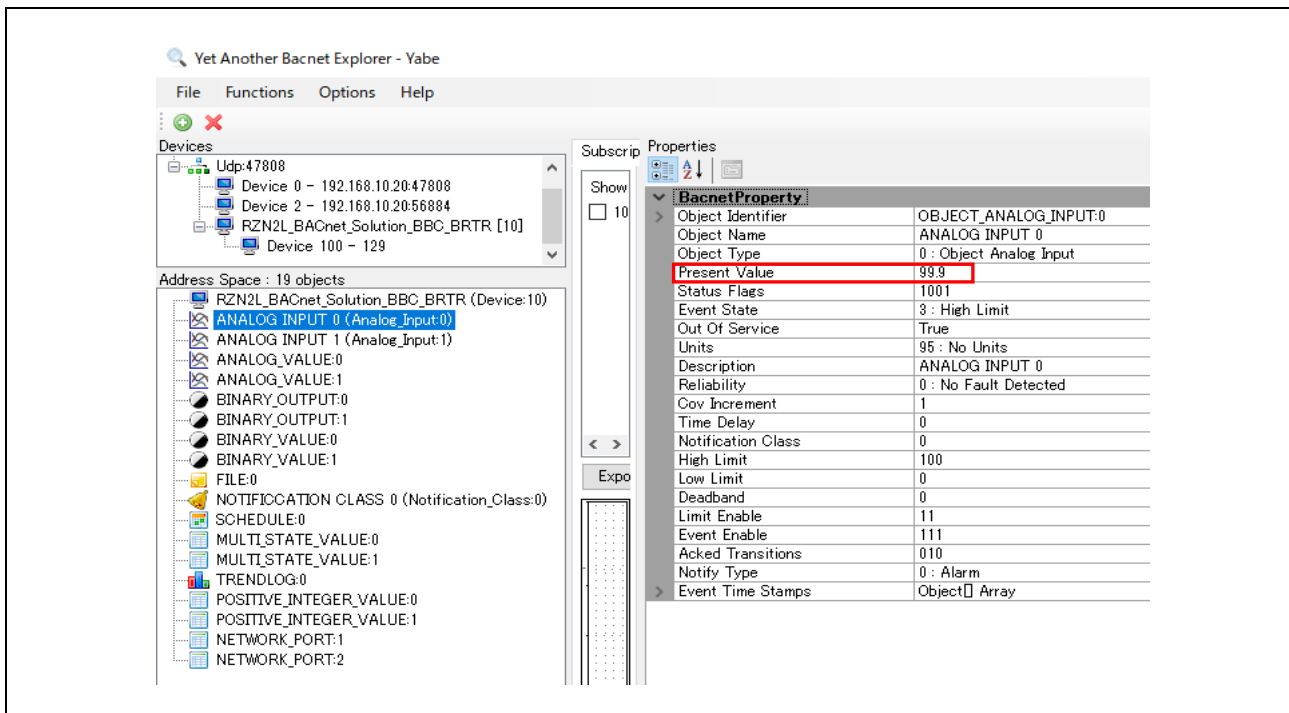 Yet Another Bacnet Explorer - Yabe
File Functions Options Help
Devices
Udp:47808
Device 0 - 192.168.10.20:47808
Device 2 - 192.168.10.20:56884
RZN2L_BACnet_Solution_BBC_BRTR [10]
Device 100 - 129
Address Space : 19 objects
RZN2L_BACnet_Solution_BBC_BRTR (Device:10)
ANALOG INPUT 0 (Analog_Input:0)
ANALOG INPUT 1 (Analog_Input:1)
ANALOG_VALUE:0
ANALOG_VALUE:1
BINARY_OUTPUT:0
BINARY_OUTPUT:1
BINARY_VALUE:0
BINARY_VALUE:1
FILE:0
NOTIFICCATION CLASS 0 (Notification_Class:0)
SCHEDULE:0
MULTI_STATE_VALUE:0
MULTI_STATE_VALUE:1
TRENDLOG:0
POSITIVE_INTEGER_VALUE:0
POSITIVE_INTEGER_VALUE:1
NETWORK_PORT:1
NETWORK_PORT:2
Subscrip
Show
10
Expo
Properties
BacnetProperty
Object Identifier OBJECT_ANALOG_INPUT:0
Object Name ANALOG INPUT 0
Object Type 0 : Object Analog Input
Present Value 99.9
Status Flags 1001
Event State 3 : High Limit
Out Of Service True
Units 95 : No Units
Description ANALOG INPUT 0
Reliability 0 : No Fault Detected
Cov Increment 1
Time Delay 0
Notification Class 0
High Limit 100
Low Limit 0
Deadband 0
Limit Enable 11
Event Enable 111
Acked Transitions 010
Notify Type 0 : Alarm
Event Time Stamps Object[] Array